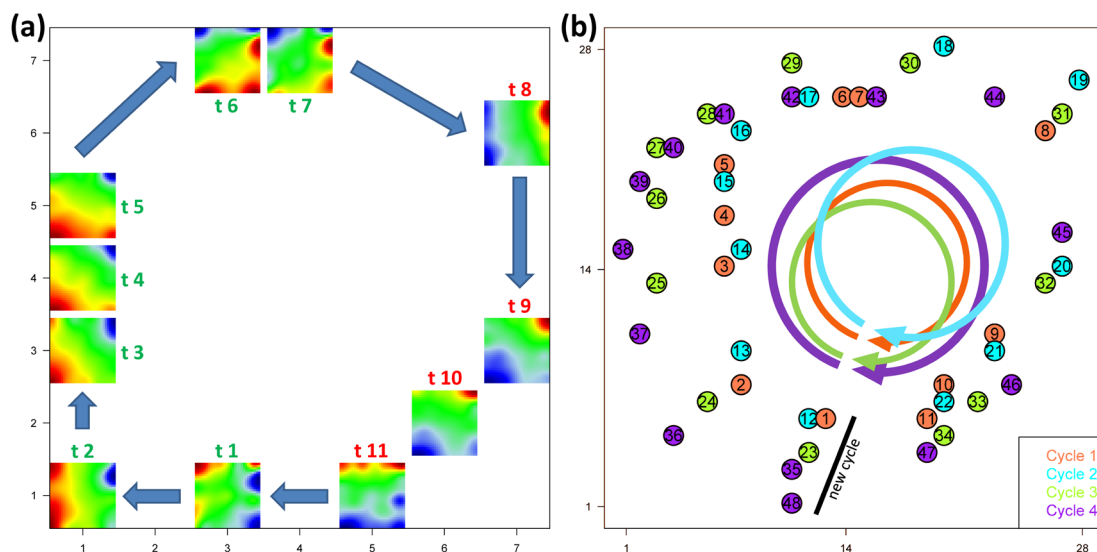 (a)
7
6
5
4
3
2
1
1 2 3 4 5 6 7
t 6 t 7
t 8
t 5
t 4
t 3
t 9
t 10
t 2 t 1 t 11
(b)
28
14
1
1 14 28
18
29 30
19
42 17 6 7 43 44
28 41 31
16 8
27 40
5
39 15
26
4
45
38 14
3 20
25 32
37 9
13 21
2 10 46
24 22 33
12 1 11
36 34
23 47
35
48
new cycle
Cycle 1
Cycle 2
Cycle 3
Cycle 4